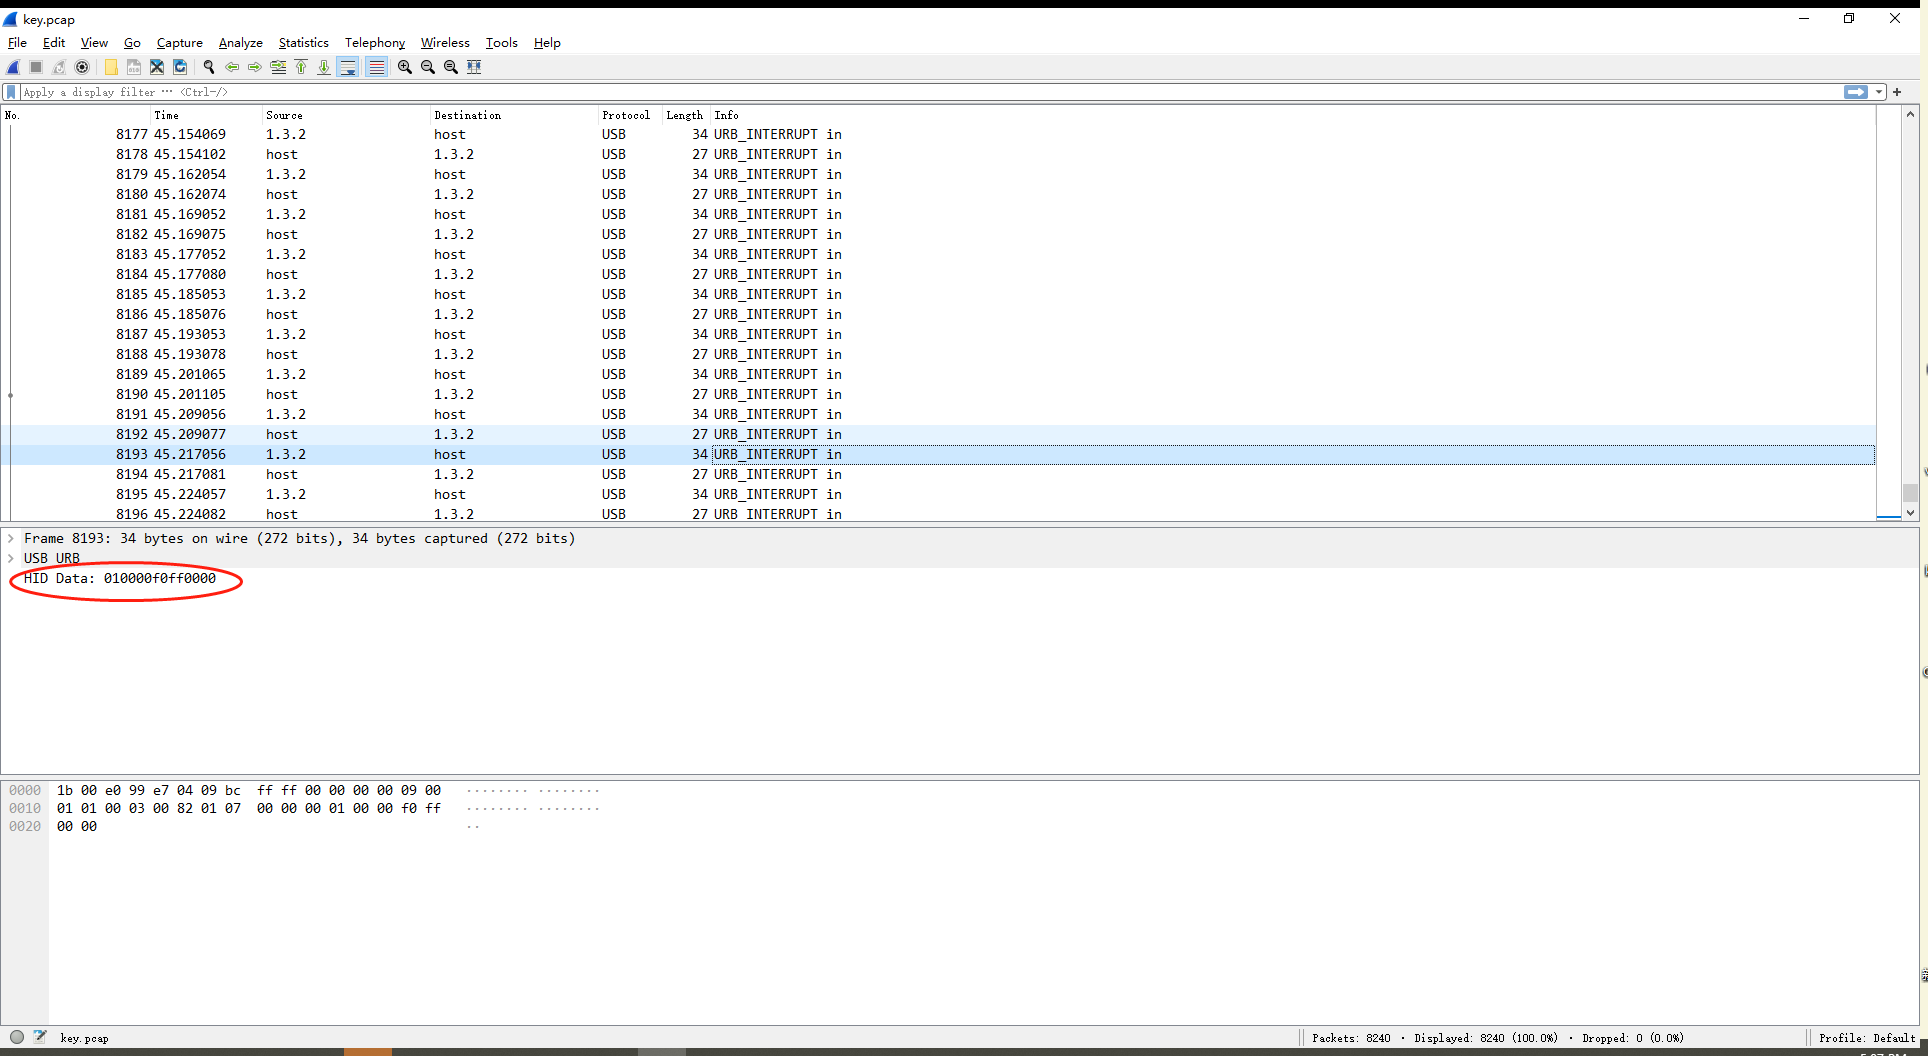 key.pcap
File Edit View Go Capture Analyze Statistics Telephony Wireless Tools Help
Apply a display filter ··· <Ctrl-/>
No. Time Source Destination Protocol Length Info
8177 45.154069 1.3.2 host USB 34 URB_INTERRUPT in
8178 45.154102 host 1.3.2 USB 27 URB_INTERRUPT in
8179 45.162054 1.3.2 host USB 34 URB_INTERRUPT in
8180 45.162074 host 1.3.2 USB 27 URB_INTERRUPT in
8181 45.169052 1.3.2 host USB 34 URB_INTERRUPT in
8182 45.169075 host 1.3.2 USB 27 URB_INTERRUPT in
8183 45.177052 1.3.2 host USB 34 URB_INTERRUPT in
8184 45.177080 host 1.3.2 USB 27 URB_INTERRUPT in
8185 45.185053 1.3.2 host USB 34 URB_INTERRUPT in
8186 45.185076 host 1.3.2 USB 27 URB_INTERRUPT in
8187 45.193053 1.3.2 host USB 34 URB_INTERRUPT in
8188 45.193078 host 1.3.2 USB 27 URB_INTERRUPT in
8189 45.201065 1.3.2 host USB 34 URB_INTERRUPT in
8190 45.201105 host 1.3.2 USB 27 URB_INTERRUPT in
8191 45.209056 1.3.2 host USB 34 URB_INTERRUPT in
8192 45.209077 host 1.3.2 USB 27 URB_INTERRUPT in
8193 45.217056 1.3.2 host USB 34 URB_INTERRUPT in
8194 45.217081 host 1.3.2 USB 27 URB_INTERRUPT in
8195 45.224057 1.3.2 host USB 34 URB_INTERRUPT in
8196 45.224082 host 1.3.2 USB 27 URB_INTERRUPT in
Frame 8193: 34 bytes on wire (272 bits), 34 bytes captured (272 bits)
USB URB
HID Data: 010000f0ff0000
0000 1b 00 e0 99 e7 04 09 bc ff ff 00 00 00 00 09 00 ········ ········
0010 01 01 00 03 00 82 01 07 00 00 00 01 00 00 f0 ff ········ ········
0020 00 00 ··
key.pcap Packets: 8240 · Displayed: 8240 (100.0%) · Dropped: 0 (0.0%) Profile: Default